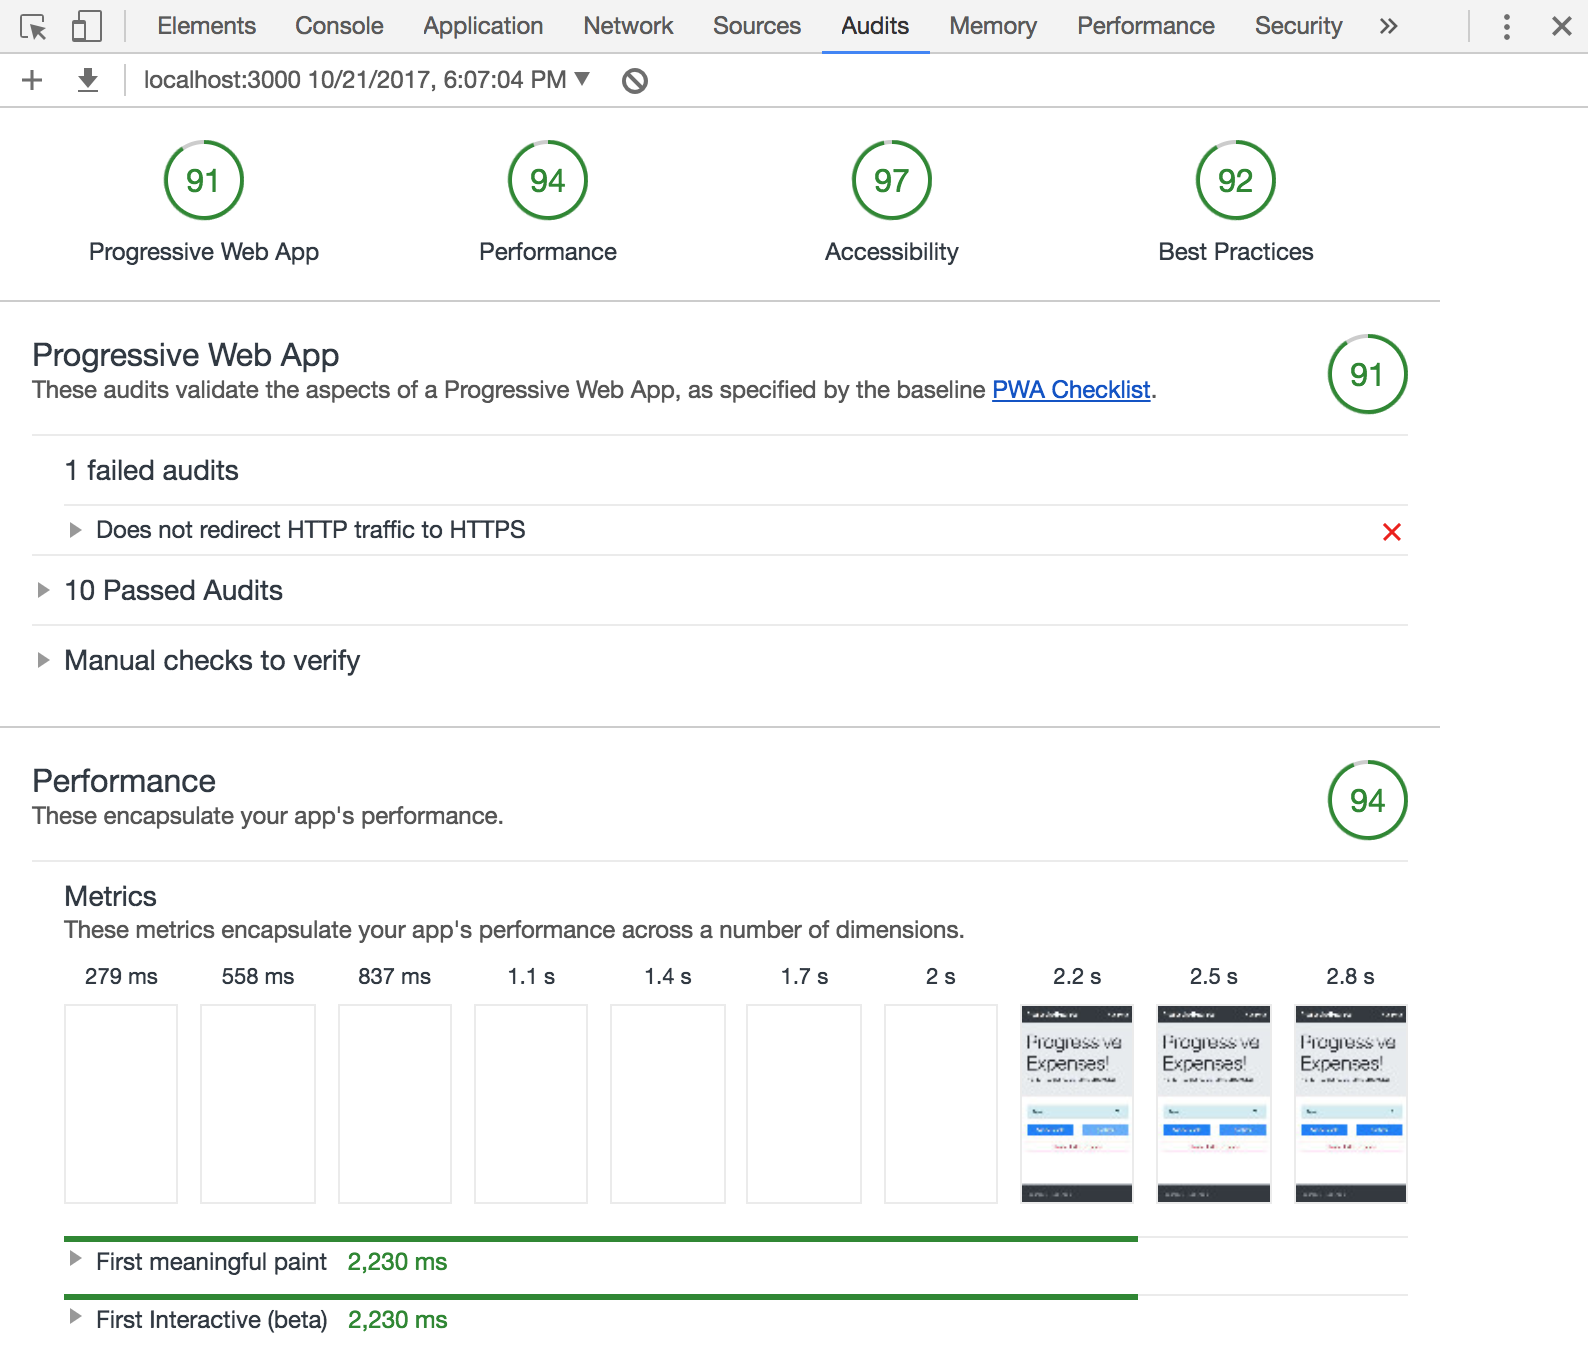 Elements Console Application Network Sources Audits Memory Performance Security
localhost:3000 10/21/2017, 6:07:04 PM
91 94 97 92
Progressive Web App Performance Accessibility Best Practices
Progressive Web App
These audits validate the aspects of a Progressive Web App, as specified by the baseline PWA Checklist.
91
1 failed audits
Does not redirect HTTP traffic to HTTPS
10 Passed Audits
Manual checks to verify
Performance
These encapsulate your app's performance.
94
Metrics
These metrics encapsulate your app's performance across a number of dimensions.
279 ms 558 ms 837 ms 1.1 s 1.4 s 1.7 s 2 s 2.2 s 2.5 s 2.8 s
Progressive Progressive Progressive
Expenses! Expenses! Expenses!
First meaningful paint 2,230 ms
First Interactive (beta) 2,230 ms